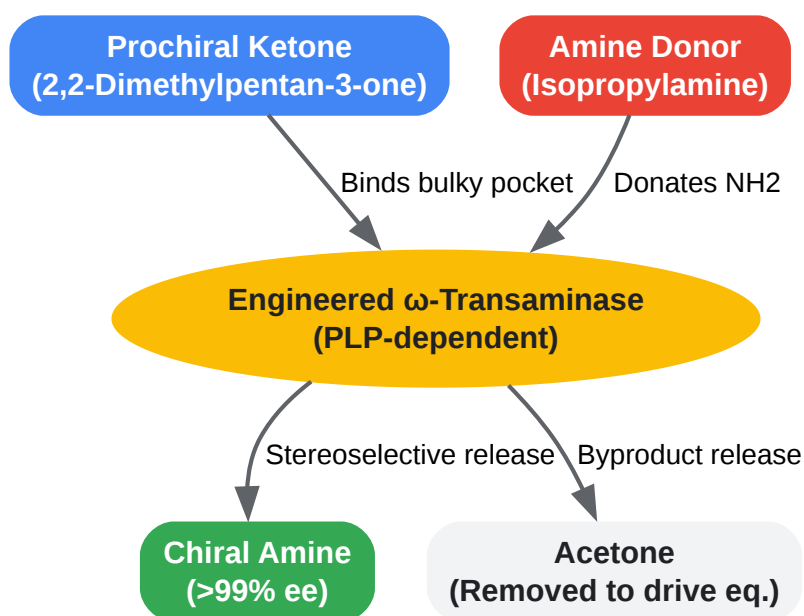 Prochiral Ketone
(2,2-Dimethylpentan-3-one)
Amine Donor
(Isopropylamine)
Binds bulky pocket
Donates NH2
Engineered ω-Transaminase
(PLP-dependent)
Stereoselective release
Byproduct release
Chiral Amine
(>99% ee)
Acetone
(Removed to drive eq.)